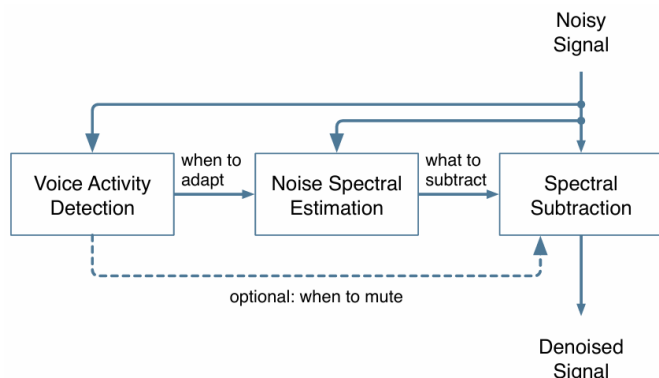 Noisy
Signal
when to
adapt
what to
subtract
Voice Activity
Detection
Noise Spectral
Estimation
Spectral
Subtraction
optional: when to mute
Denoised
Signal